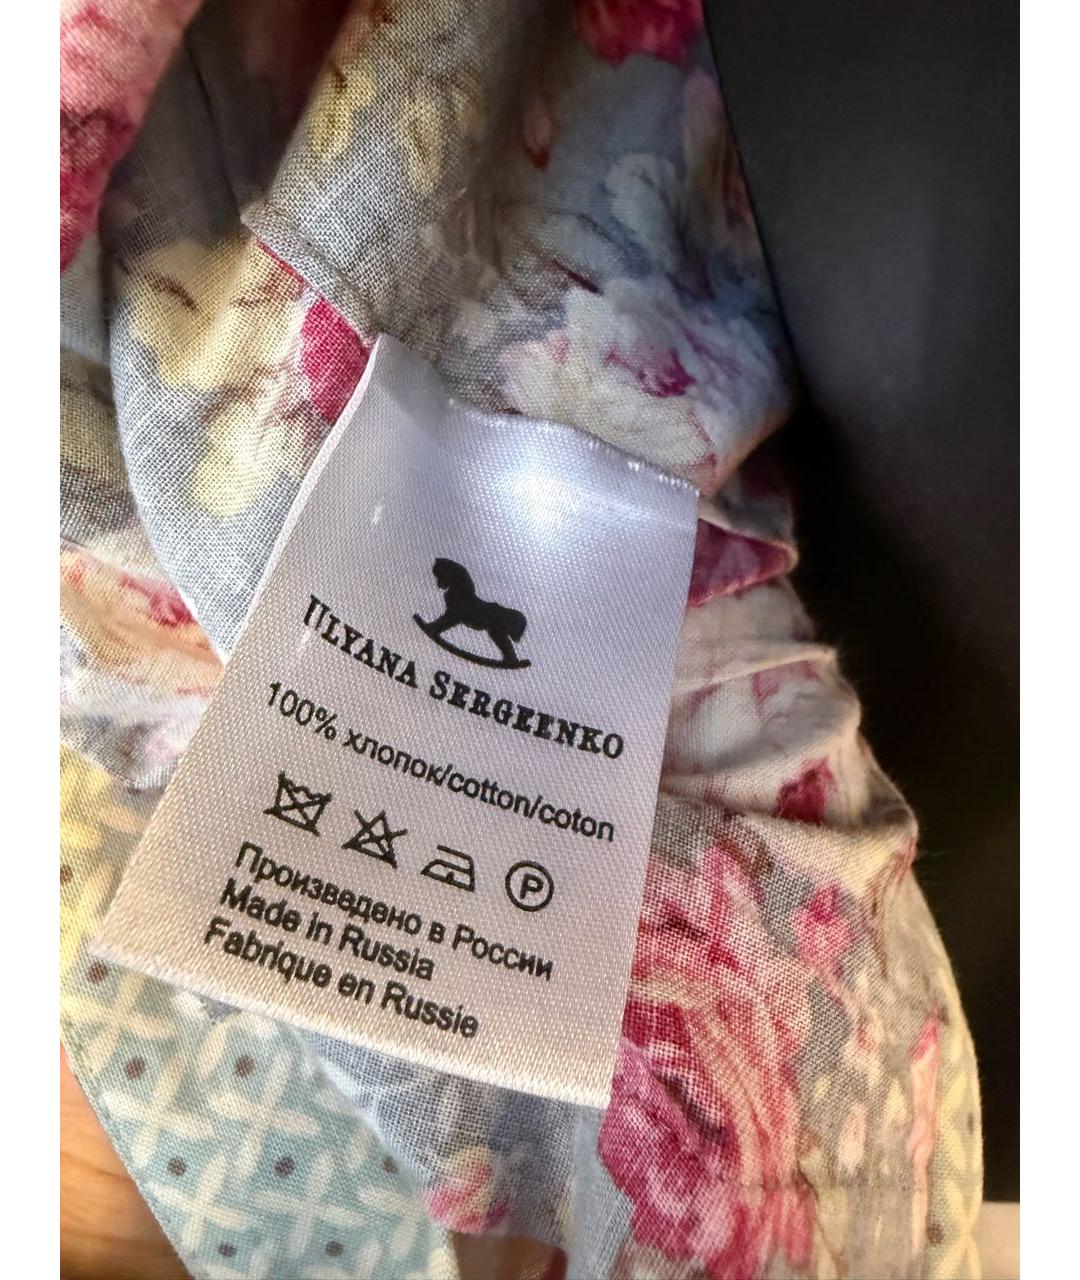 ULYANA SERGEENKO
100% хлопок/cotton/coton
P
Произведено в России
Made in Russia
Fabrique en Russie